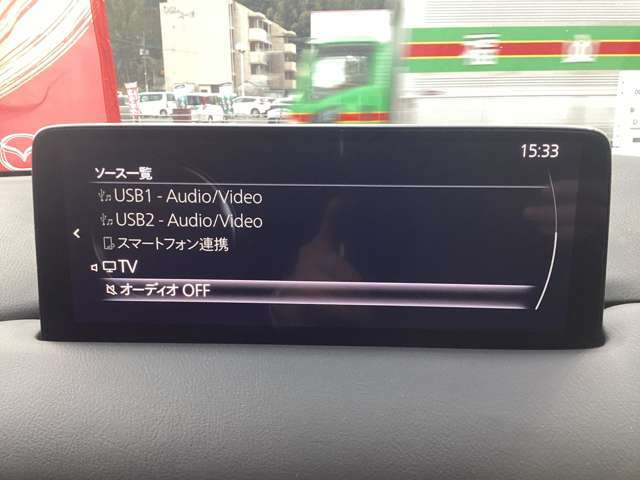 15:33
ソース一覧
USB1 - Audio/Video
USB2 - Audio/Video
スマートフォン連携
TV
オーディオ OFF